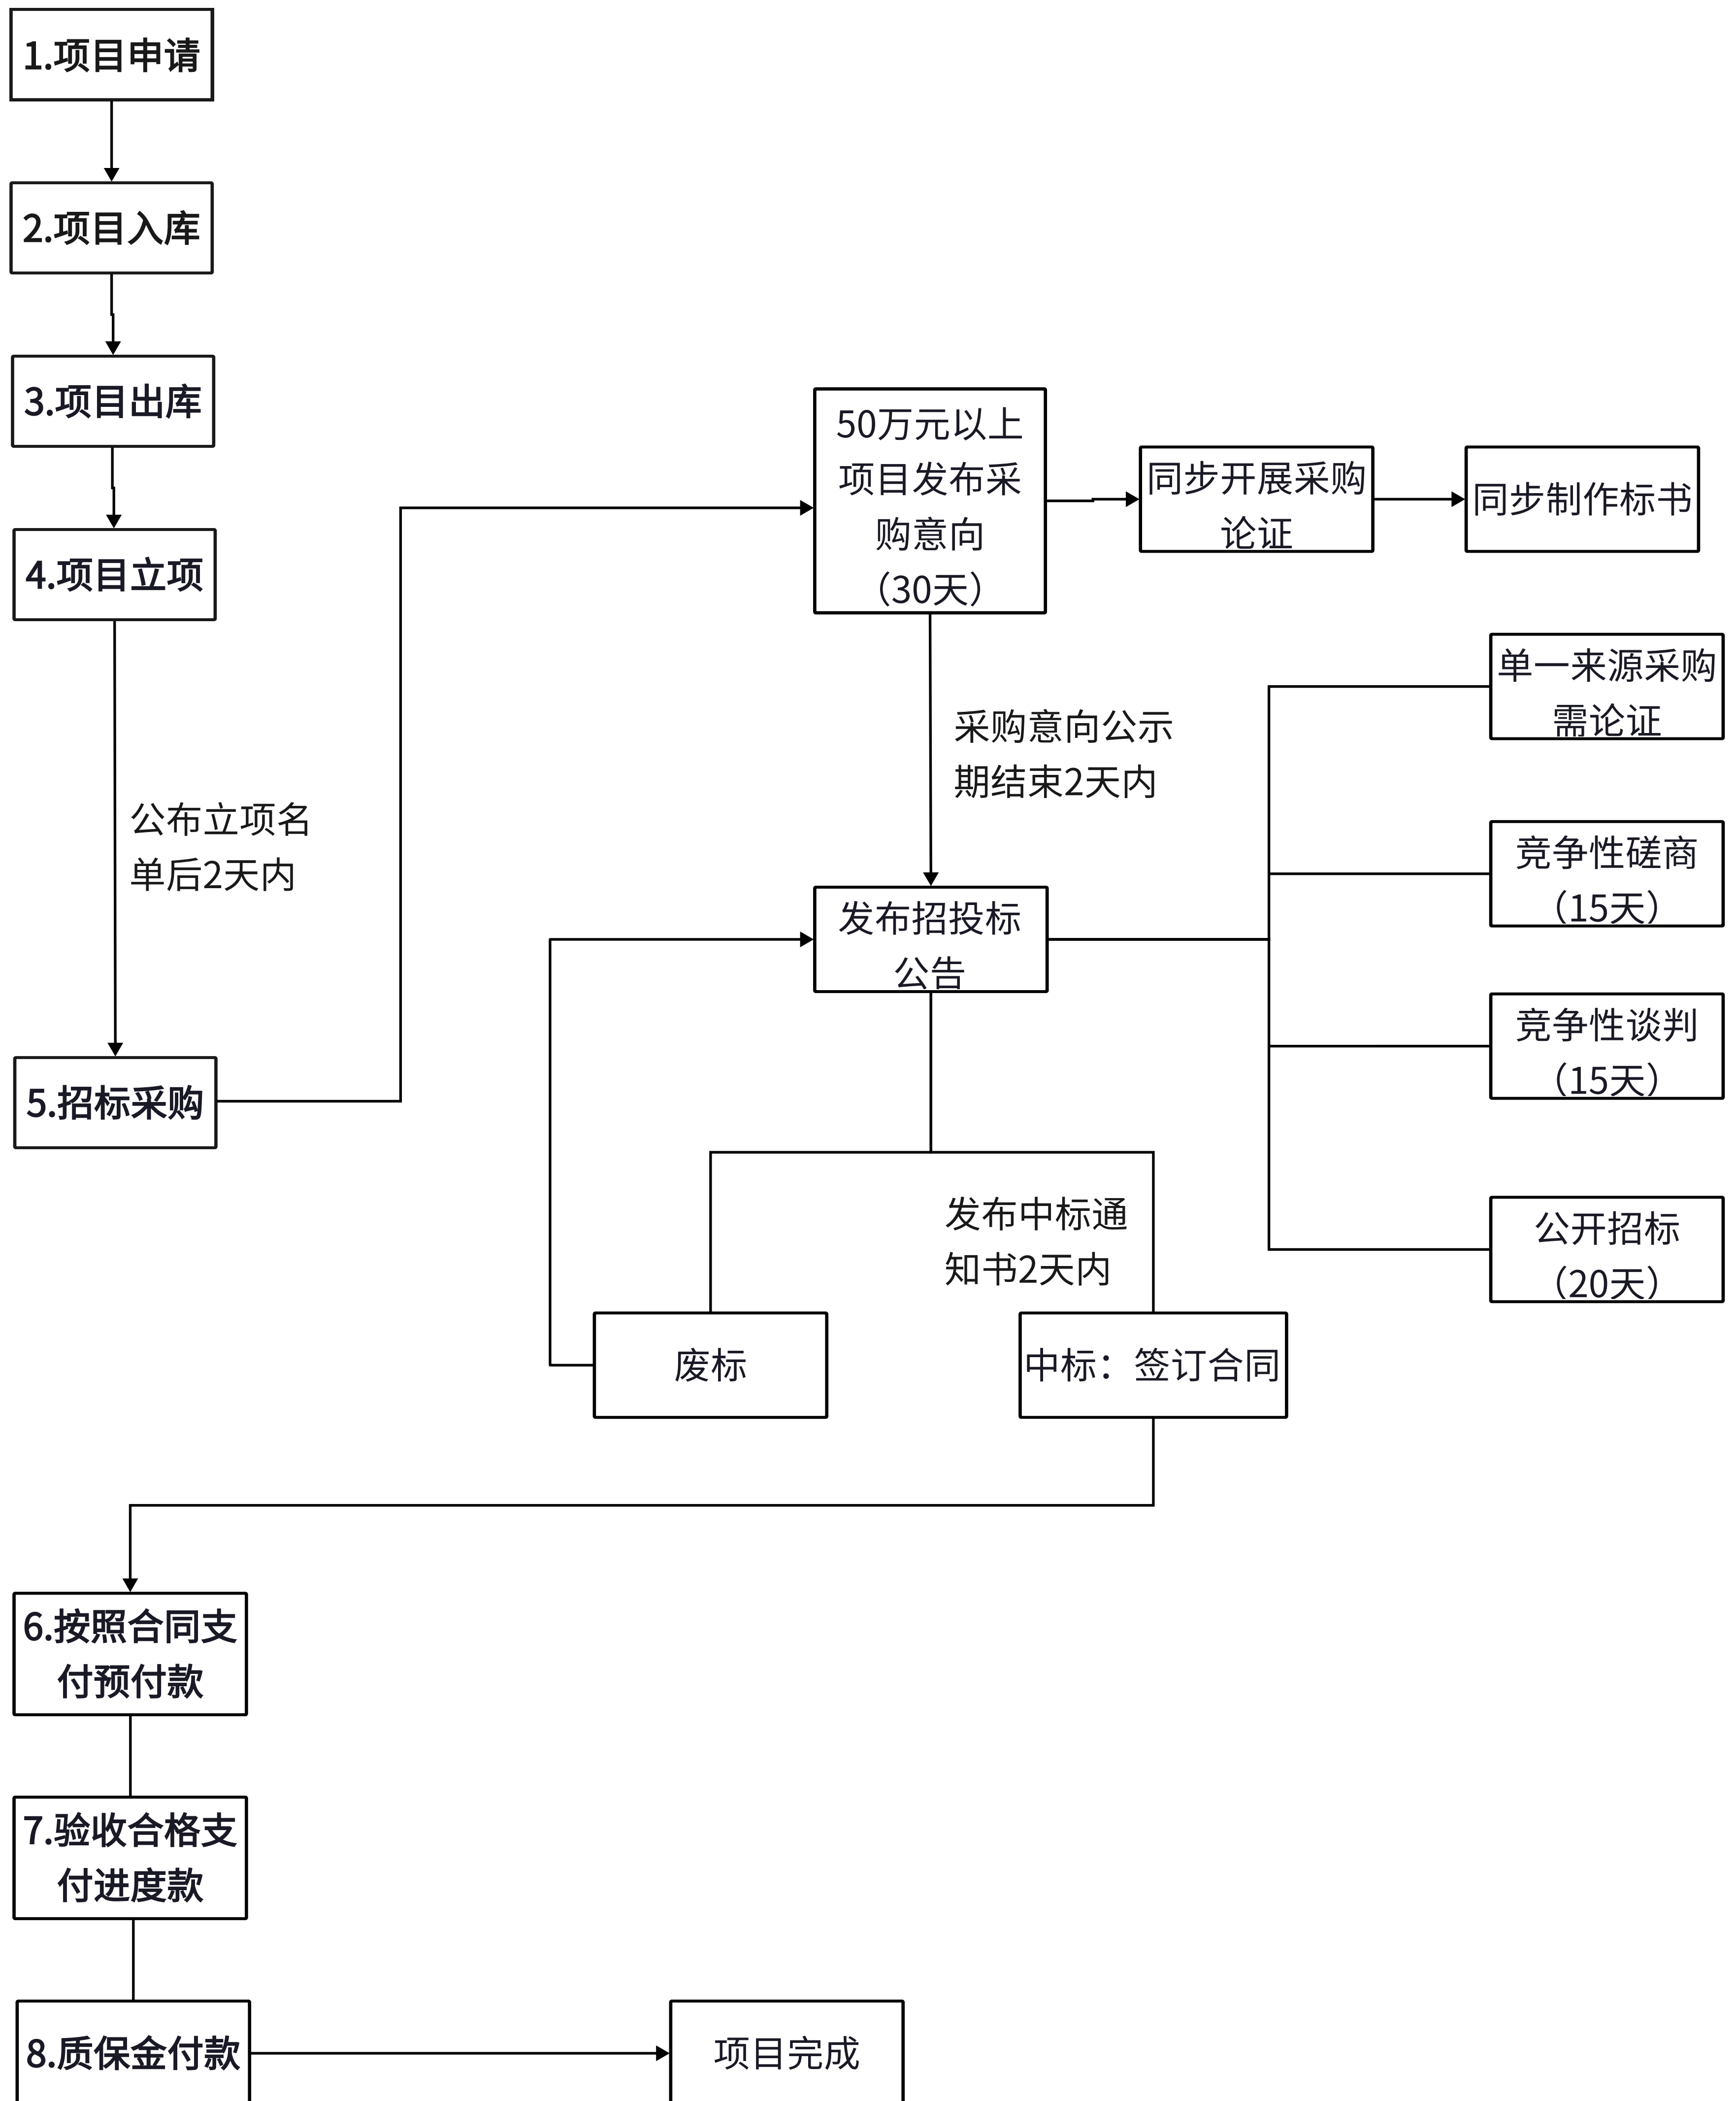 1.项目申请
2.项目入库
3.项目出库
50万元以上
项目发布采
购意向
（30天）
同步开展采购
论证
同步制作标书
4.项目立项
单一来源采购
需论证
采购意向公示
期结束2天内
公布立项名
单后2天内
竞争性磋商
（15天）
发布招投标
公告
竞争性谈判
（15天）
5.招标采购
发布中标通
知书2天内
公开招标
（20天）
废标
中标：签订合同
6.按照合同支
付预付款
7.验收合格支
付进度款
8.质保金付款
项目完成